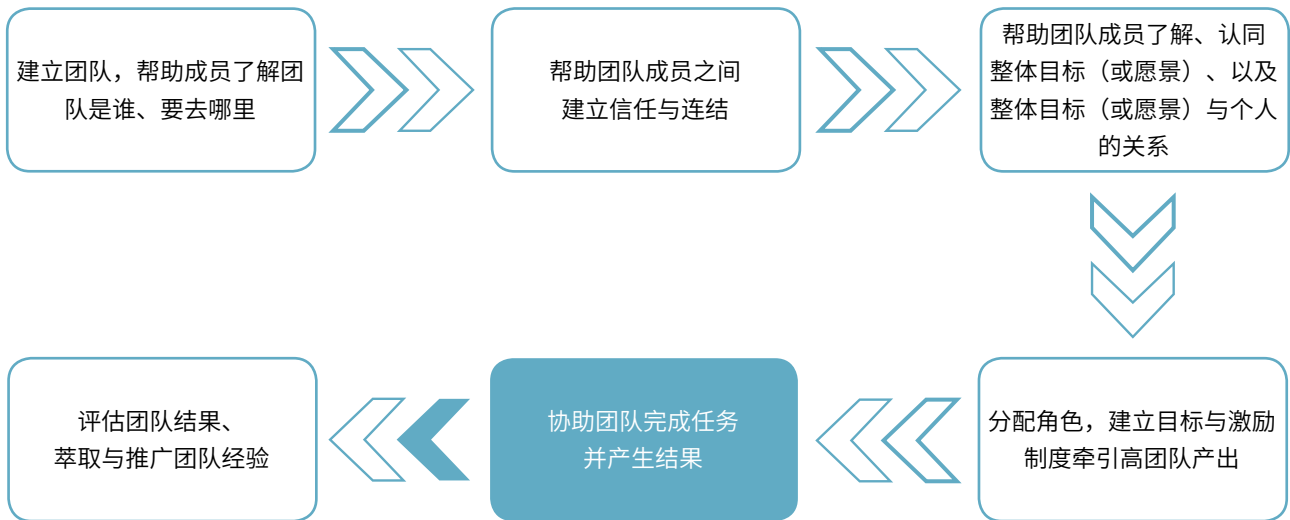 建立团队，帮助成员了解团
队是谁、要去哪里
帮助团队成员之间
建立信任与连结
帮助团队成员了解、认同
整体目标（或愿景）、以及
整体目标（或愿景）与个人
的关系
分配角色，建立目标与激励
制度牵引高团队产出
协助团队完成任务
并产生结果
评估团队结果、
萃取与推广团队经验